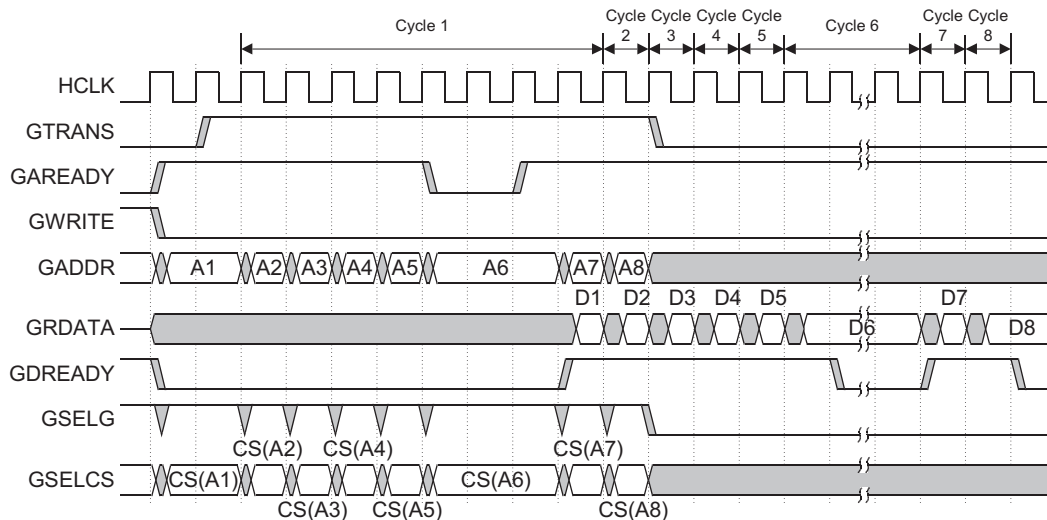 Cycle 1
Cycle 2
Cycle 3
Cycle 4
Cycle 5
Cycle 6
Cycle 7
Cycle 8
HCLK
GTRANS
GAREADY
GWRITE
GADDR
A1 A2 A3 A4 A5 A6 A7 A8
GRDATA
D1 D2 D3 D4 D5 D6 D7 D8
GDREADY
GSELG
CS(A2) CS(A4) CS(A7)
GSELCS
CS(A1) CS(A6)
CS(A3) CS(A5) CS(A8)